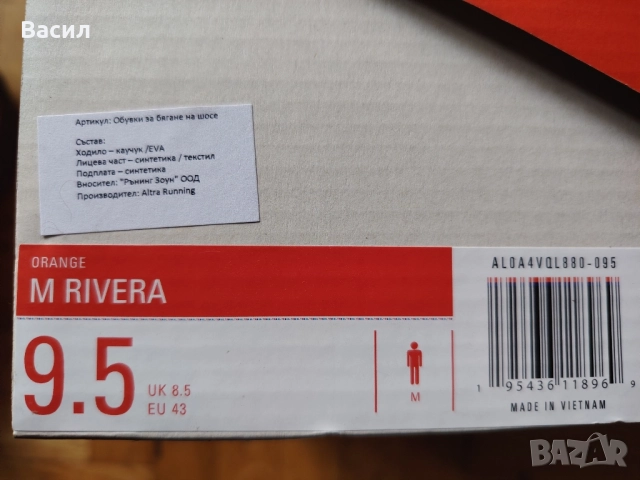 Васил
Артикул: Обувки за бягане на шосе
Състав:
Ходило – каучук /EVA
Лицева част – синтетика / текстил
Подплата – синтетика
Вносител: "Рънинг Зоун" ООД
Производител: Altra Running
ORANGE
M RIVERA
9.5
UK 8.5
EU 43
M
AL0A4VQL880-095
1 95436 11896 9
MADE IN VIETNAM
BAZAR